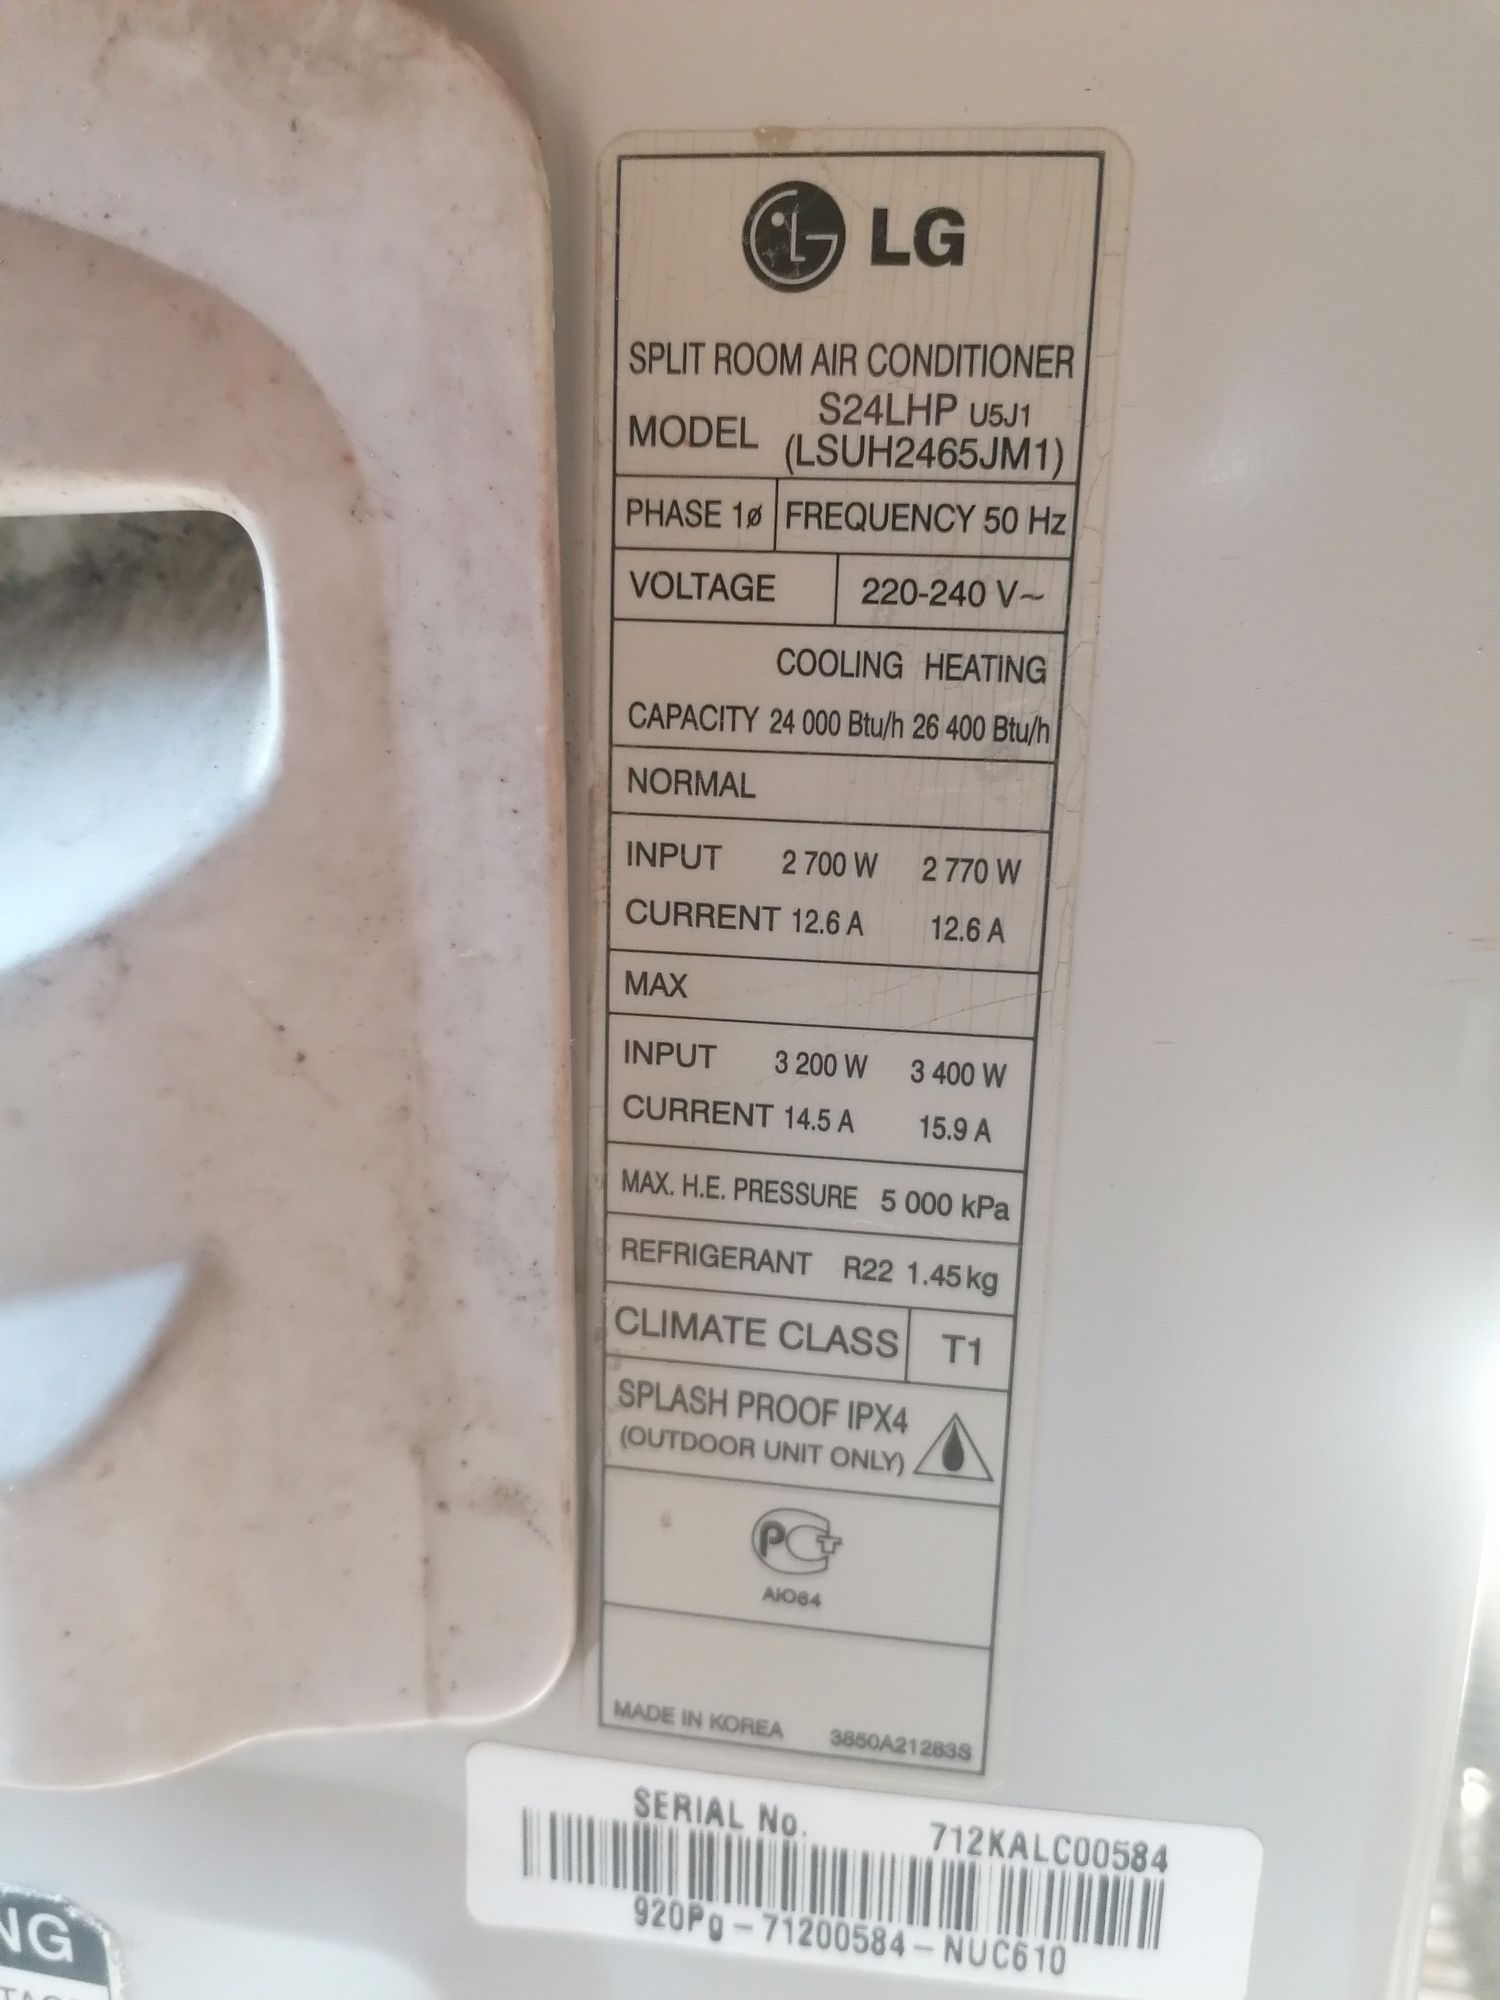 LG
SPLIT ROOM AIR CONDITIONER
MODEL S24LHP U5J1
(LSUH2465JM1)
PHASE 1ø FREQUENCY 50 Hz
VOLTAGE 220-240 V~
COOLING HEATING
CAPACITY 24 000 Btu/h 26 400 Btu/h
NORMAL
INPUT 2 700 W 2 770 W
CURRENT 12.6 A 12.6 A
MAX
INPUT 3 200 W 3 400 W
CURRENT 14.5 A 15.9 A
MAX. H.E. PRESSURE 5 000 kPa
REFRIGERANT R22 1.45 kg
CLIMATE CLASS T1
SPLASH PROOF IPX4
(OUTDOOR UNIT ONLY)
РСТ
АЮ64
MADE IN KOREA 3850A21283S
SERIAL No. 712KALC00584
920Pg-71200584-NUC610
NG